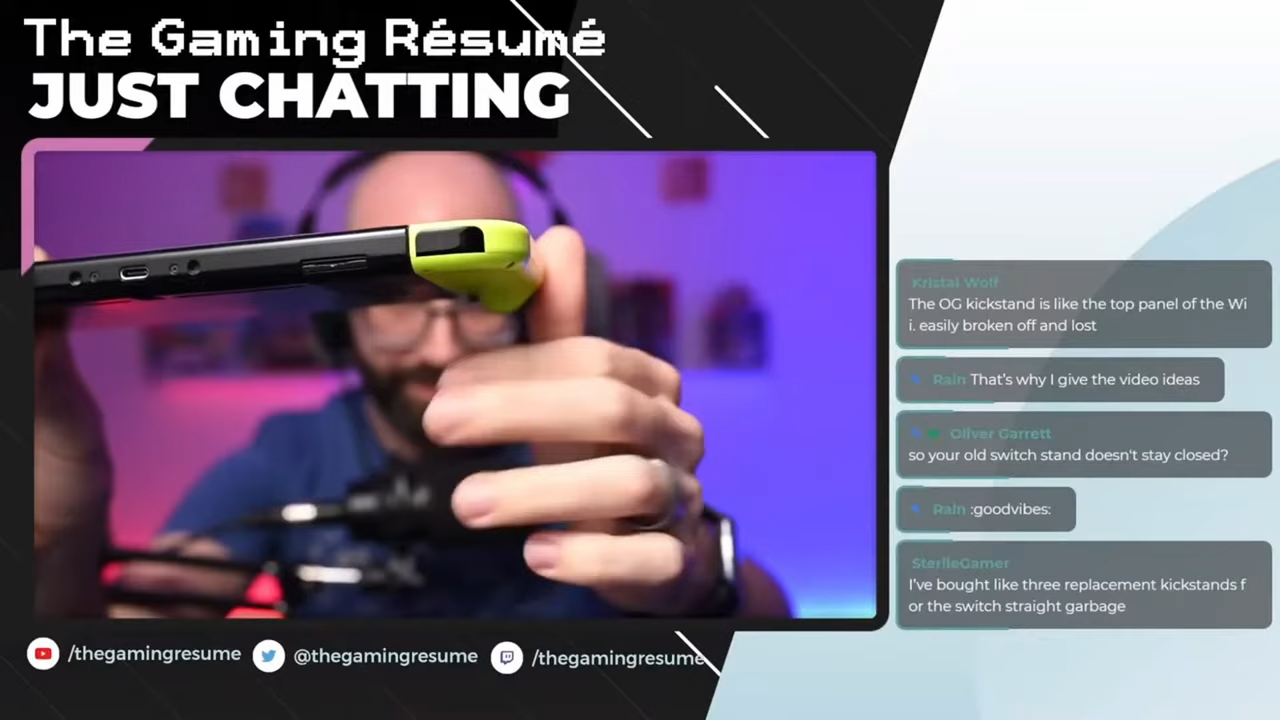 The Gaming Résumé
JUST CHATTING
Kristal Wolf
The OG kickstand is like the top panel of the Wi
i. easily broken off and lost
Rain That's why I give the video ideas
Oliver Garrett
so your old switch stand doesn't stay closed?
Rain :goodvibes:
SterlieGamer
I've bought like three replacement kickstands f
or the switch straight garbage
/thegamingresume
@thegamingresume
/thegamingresume